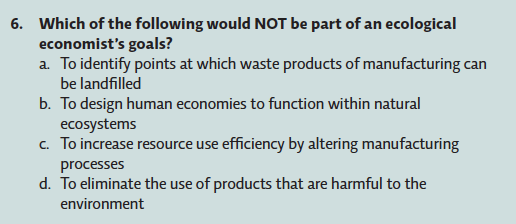 6. Which of the following would NOT be part of an ecological
economist's goals?
a. To identify points at which waste products of manufacturing can
be landfilled
b. To design human economies to function within natural
ecosystems
c. To increase resource use efficiency by altering manufacturing
processes
d. To eliminate the use of products that are harmful to the
environment